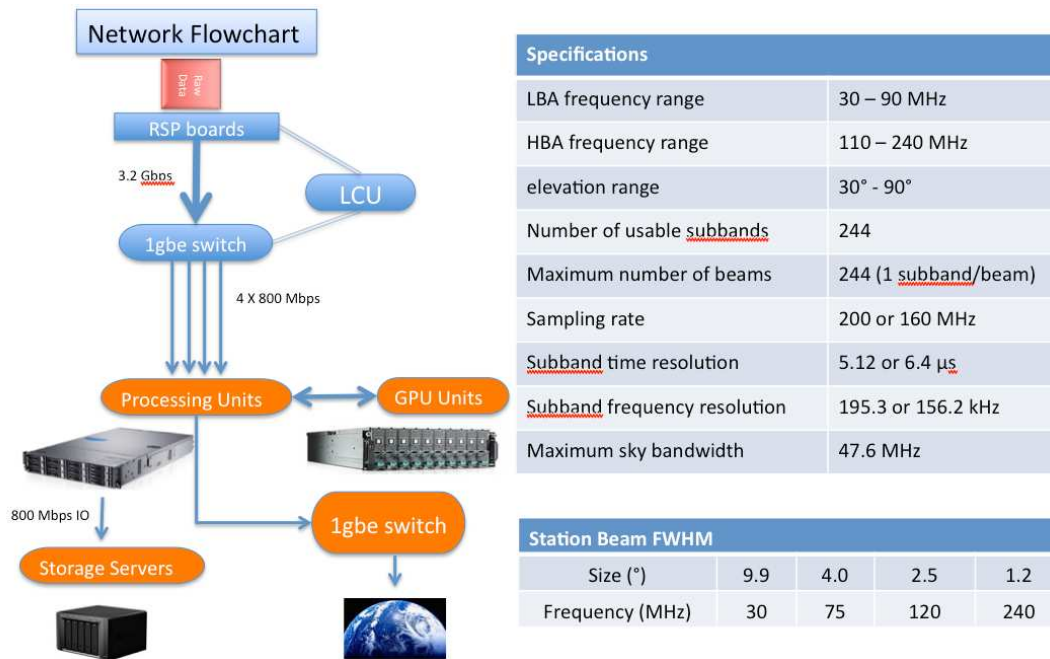 Network Flowchart
Raw
Data
RSP boards
3.2 Gbps
LCU
1gbe switch
4 X 800 Mbps
Processing Units
GPU Units
800 Mbps IO
1gbe switch
Storage Servers
Specifications
LBA frequency range 30 – 90 MHz
HBA frequency range 110 – 240 MHz
elevation range 30° - 90°
Number of usable subbands 244
Maximum number of beams 244 (1 subband/beam)
Sampling rate 200 or 160 MHz
Subband time resolution 5.12 or 6.4 µs
Subband frequency resolution 195.3 or 156.2 kHz
Maximum sky bandwidth 47.6 MHz
Station Beam FWHM
Size (°) 9.9 4.0 2.5 1.2
Frequency (MHz) 30 75 120 240